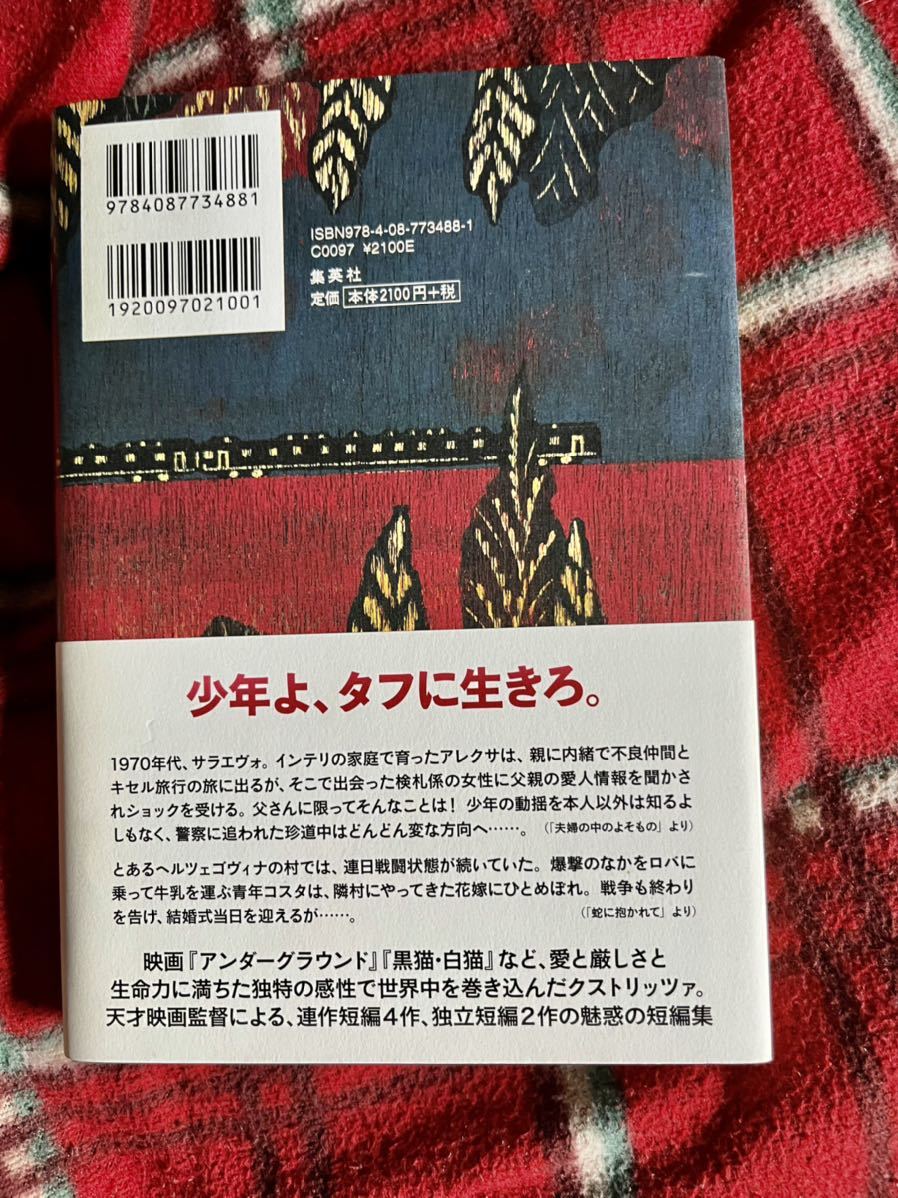 9784087734881
1920097021001
ISBN978-4-08-773488-1
C0097 ¥2100E
集英社
定価 本体2100円+税
少年よ、タフに生きろ。
1970年代、サラエヴォ。インテリの家庭で育ったアレクサは、親に内緒で不良仲間と
キセル旅行の旅に出るが、そこで出会った検札係の女性に父親の愛人情報を聞かさ
れショックを受ける。父さんに限ってそんなことは! 少年の動揺を本人以外は知るよ
しもなく、警察に追われた珍道中はどんどん変な方向へ……。(「夫婦の中のよそもの」より)
とあるヘルツェゴヴィナの村では、連日戦闘状態が続いていた。爆撃のなかをロバに
乗って牛乳を運ぶ青年コスタは、隣村にやってきた花嫁にひとめぼれ。戦争も終わり
を告げ、結婚式当日を迎えるが……。(「蛇に抱かれて」より)
映画『アンダーグラウンド』『黒猫・白猫』など、愛と厳しさと
生命力に満ちた独特の感性で世界中を巻き込んだクストリッツァ。
天才映画監督による、連作短編4作、独立短編2作の魅惑の短編集